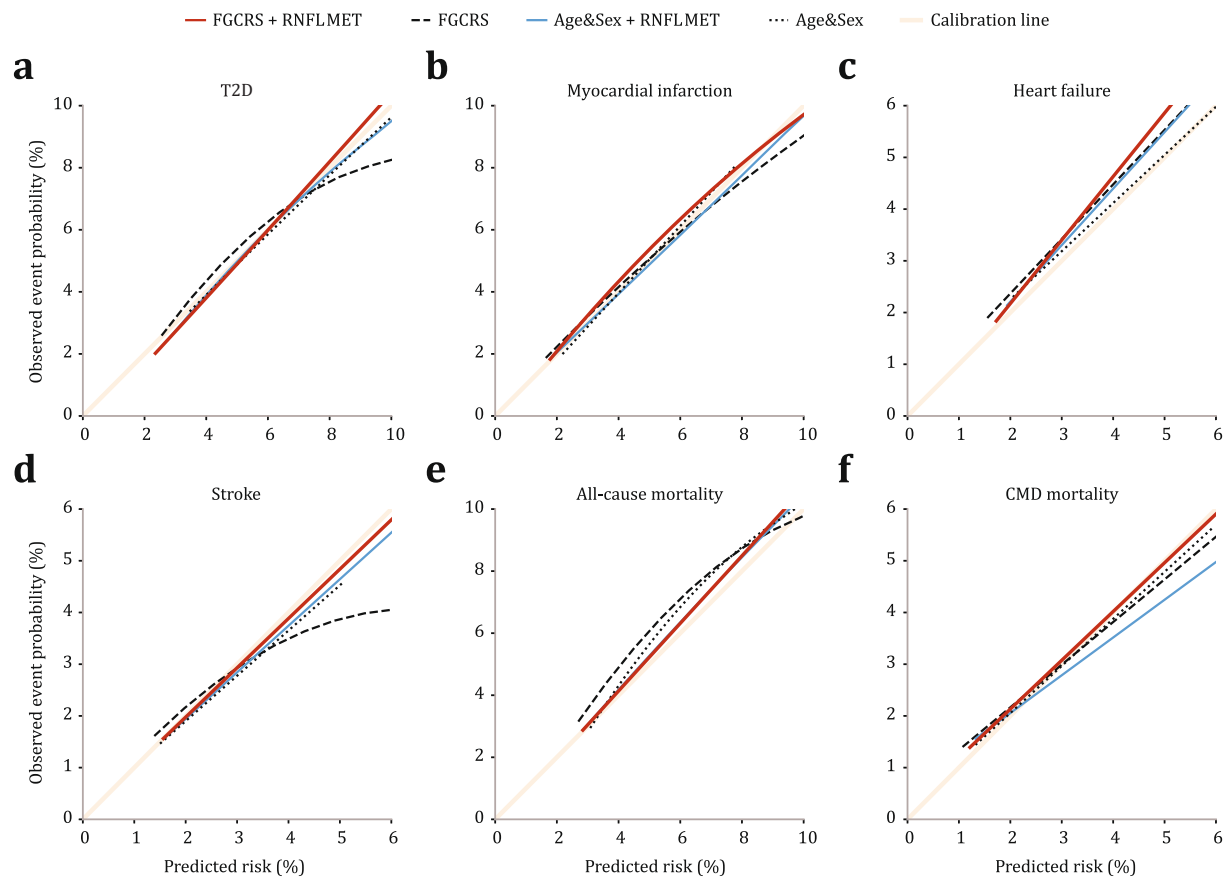 FGCRS + RNFLMET FGCRS Age&Sex + RNFLMET Age&Sex Calibration line
a b c
T2D Myocardial infarction Heart failure
Observed event probability (%)
10
8
6
4
2
0
0 2 4 6 8 10
10
8
6
4
2
0
0 2 4 6 8 10
6
5
4
3
2
1
0
0 1 2 3 4 5 6
d e f
Stroke All-cause mortality CMD mortality
Observed event probability (%)
6
5
4
3
2
1
0
0 1 2 3 4 5 6
Predicted risk (%)
10
8
6
4
2
0
0 2 4 6 8 10
Predicted risk (%)
6
5
4
3
2
1
0
0 1 2 3 4 5 6
Predicted risk (%)